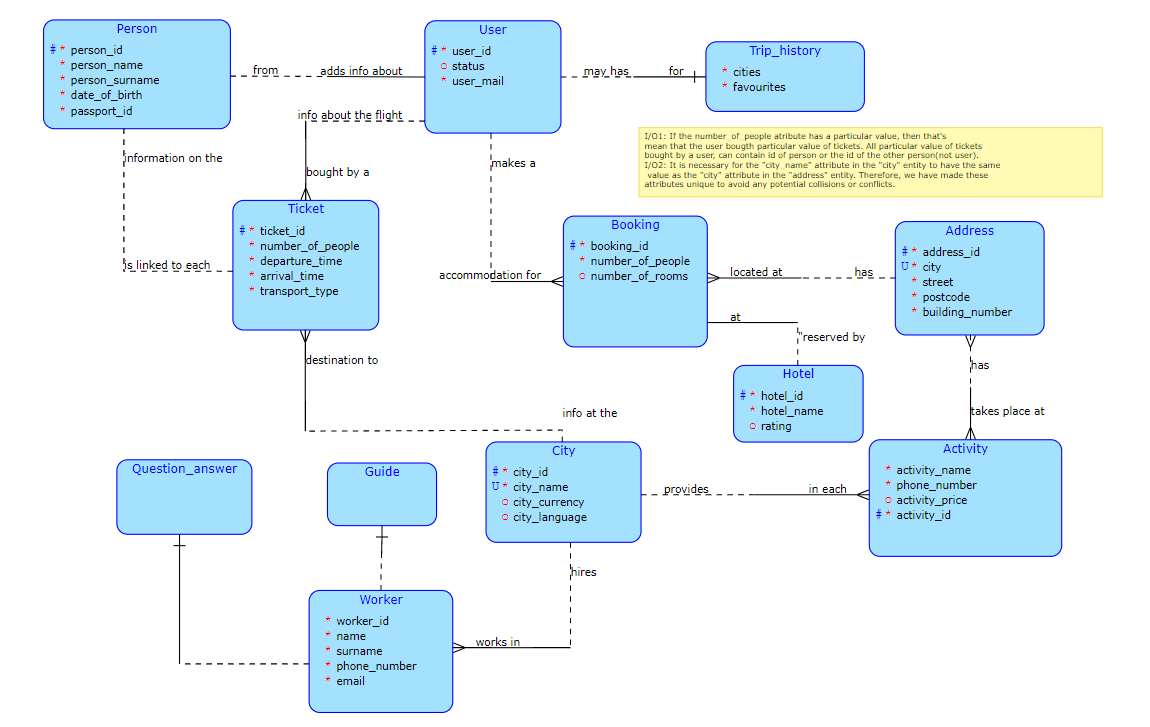 Person
# * person_id
* person_name
* person_surname
* date_of_birth
* passport_id
User
# * user_id
o status
* user_mail
Trip_history
* cities
* favourites
from
adds info about
may has
for
info about the flight
bought by a
information on the
is linked to each
makes a
accommodation for
I/O1: If the number_of_people atribute has a particular value, then that's
mean that the user bougth particular value of tickets. All particular value of tickets
bought by a user, can contain id of person or the id of the other person(not user).
I/O2: It is necessary for the "city_name" attribute in the "city" entity to have the same
value as the "city" attribute in the "address" entity. Therefore, we have made these
attributes unique to avoid any potential collisions or conflicts.
Ticket
# * ticket_id
* number_of_people
* departure_time
* arrival_time
* transport_type
Booking
# * booking_id
* number_of_people
o number_of_rooms
Address
# * address_id
U * city
* street
* postcode
* building_number
located at
has
at
"reserved by
Hotel
# * hotel_id
* hotel_name
o rating
has
takes place at
destination to
info at the
City
# * city_id
U * city_name
o city_currency
o city_language
provides
in each
Activity
* activity_name
* phone_number
o activity_price
# * activity_id
Question_answer
Guide
hires
works in
Worker
* worker_id
* name
* surname
* phone_number
* email